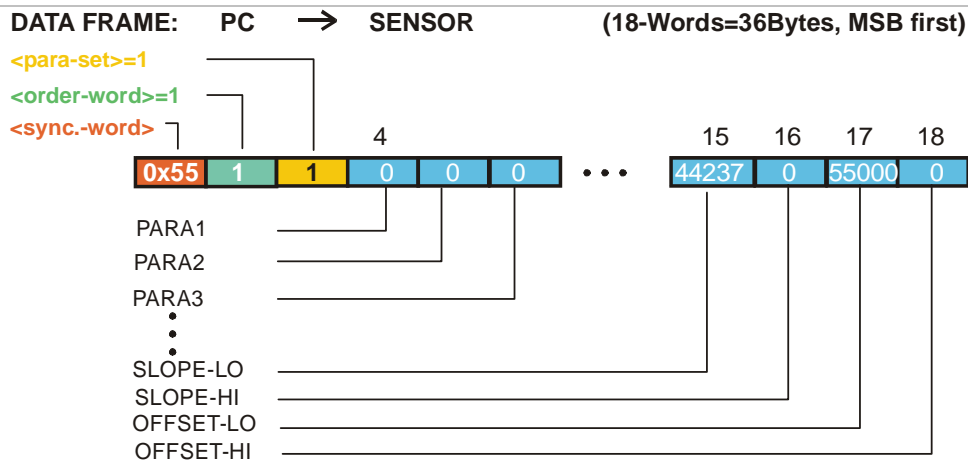 DATA FRAME: PC → SENSOR (18-Words=36Bytes, MSB first)
<para-set>=1
<order-word>=1
<sync.-word>
4 15 16 17 18
0x55 1 1 0 0 0 ••• 44237 0 55000 0
PARA1
PARA2
PARA3
SLOPE-LO
SLOPE-HI
OFFSET-LO
OFFSET-HI